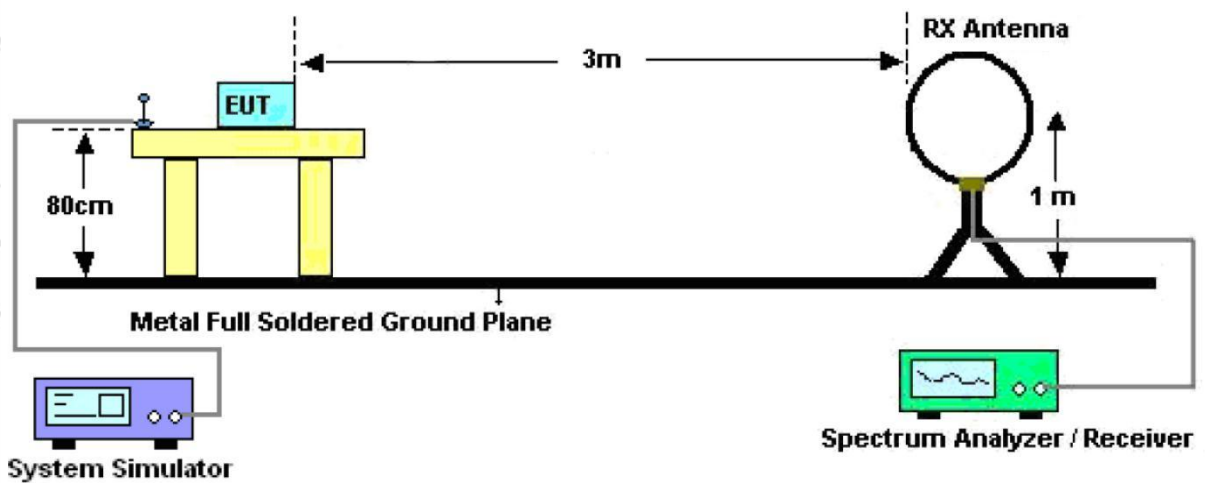 RX Antenna
3m
EUT
80cm
1 m
Metal Full Soldered Ground Plane
System Simulator
Spectrum Analyzer / Receiver